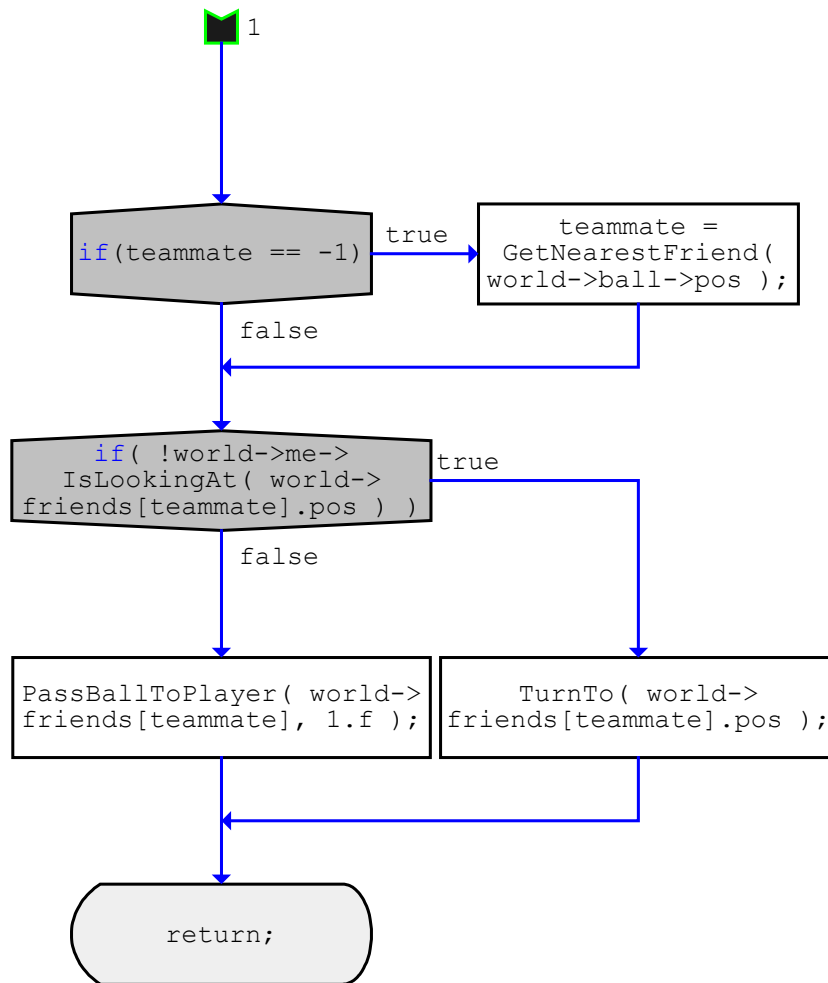 1
if(teammate == -1)
true
teammate =
GetNearestFriend(
world->ball->pos );
false
if( !world->me->
IsLookingAt( world->
friends[teammate].pos ) )
true
false
PassBallToPlayer( world->
friends[teammate], 1.f );
TurnTo( world->
friends[teammate].pos );
return;